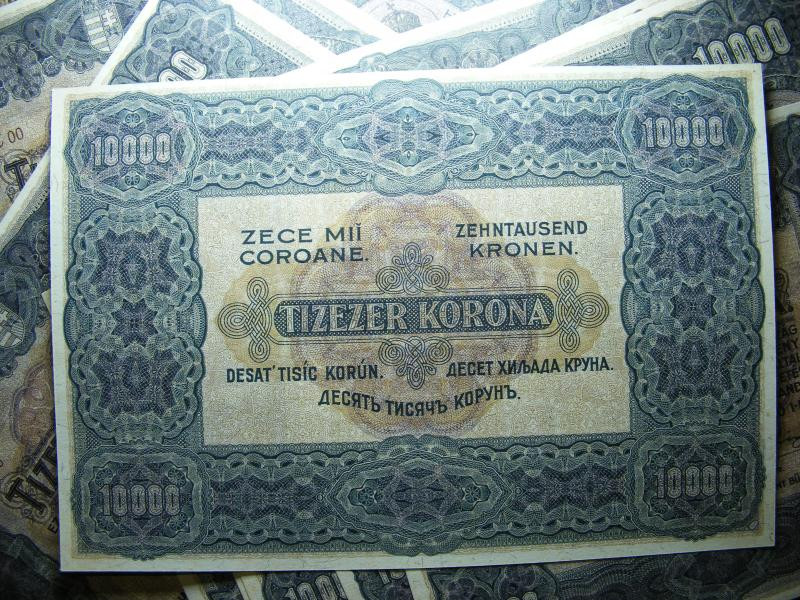 10000
10000
10000
ZECE MII
COROANE.
ZEHNTAUSEND
KRONEN.
TIZEZER KORONA
DESAT' TISÍC KORÚN.
ДЕСЕТ ХИЉАДА КРУНА.
ДЕСЯТЬ ТИСЯЧЪ КОРУНЪ.
10000
10000